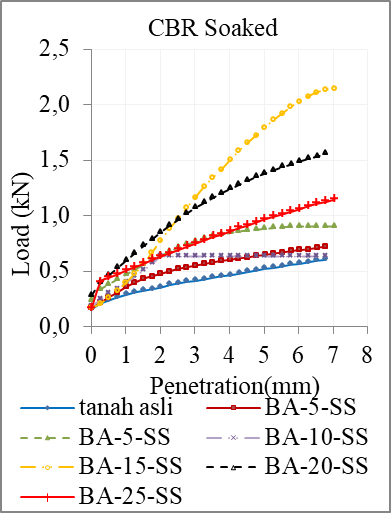 CBR Soaked
2,5
2,0
1,5
1,0
0,5
0,0
Load (kN)
0 1 2 3 4 5 6 7
Penetration(mm)
tanah asli BA-5-SS
BA-5-SS BA-10-SS
BA-15-SS BA-20-SS
BA-25-SS